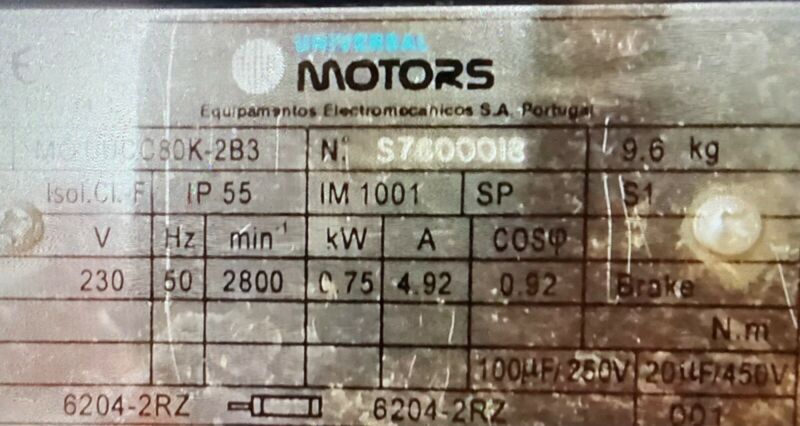 UNIVERSAL
MOTORS
Equipamentos Electromecanicos S.A. Portugal
C80K-2B3 N.º S7600018 9.6 kg
Isol.Cl. F IP 55 IM 1001 SP S1
V Hz min⁻¹ kW A COSφ
230 50 2800 0.75 4.92 0.92 Brake
N.m
100µF/250V 20µF/450V
6204-2RZ 6204-2RZ 001